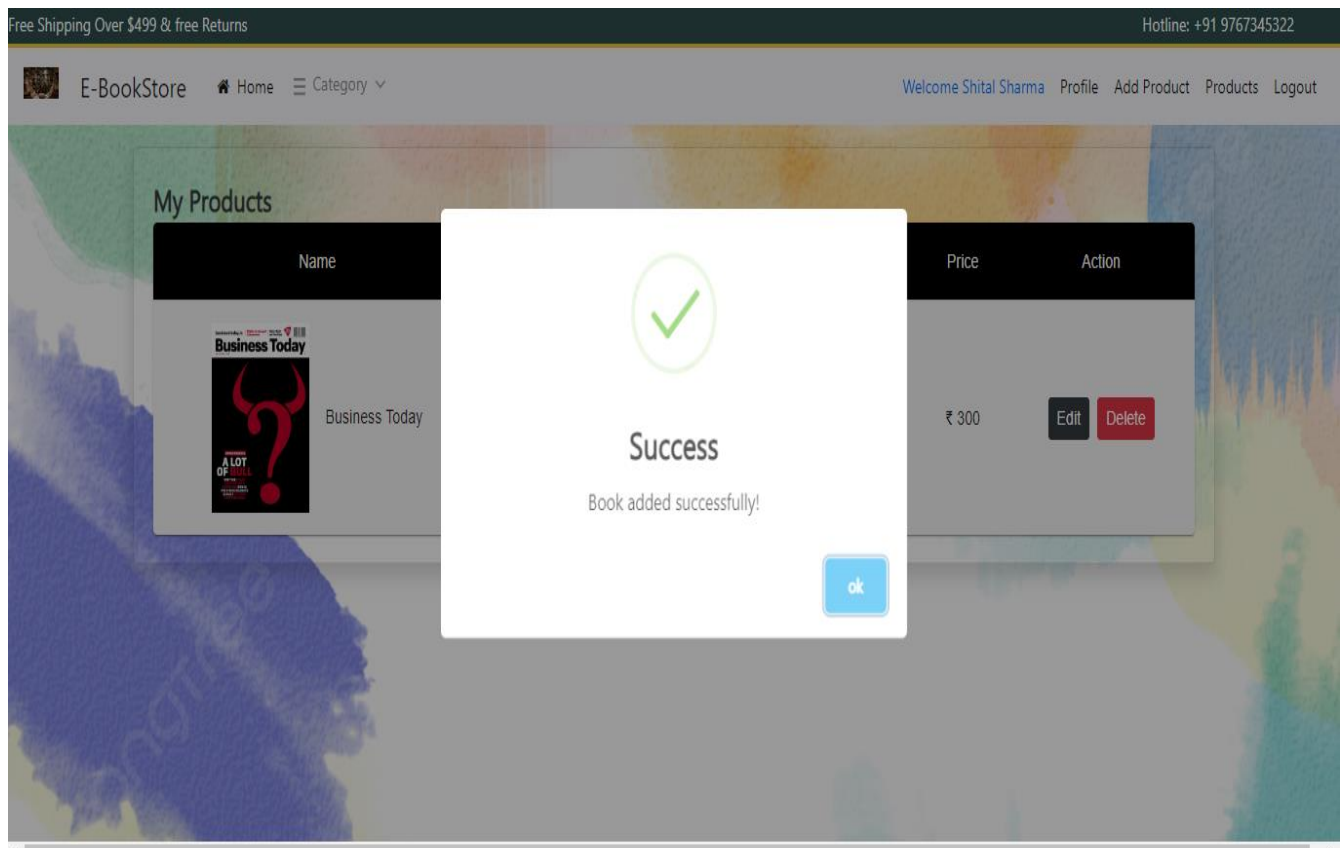 Free Shipping Over $499 & free Returns Hotline: +91 9767345322
E-BookStore Home Category Welcome Shital Sharma Profile Add Product Products Logout
My Products
Name Price Action
Business Today
A LOT
OF BULL
Business Today ₹ 300 Edit Delete
Success
Book added successfully!
ok